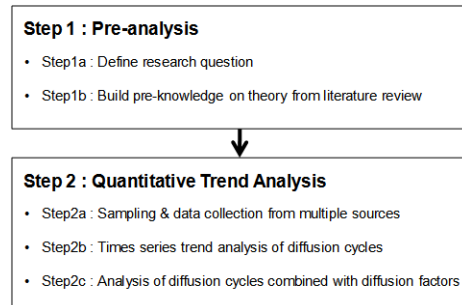 Step 1 : Pre-analysis
• Step1a : Define research question
• Step1b : Build pre-knowledge on theory from literature review
Step 2 : Quantitative Trend Analysis
• Step2a : Sampling & data collection from multiple sources
• Step2b : Times series trend analysis of diffusion cycles
• Step2c : Analysis of diffusion cycles combined with diffusion factors